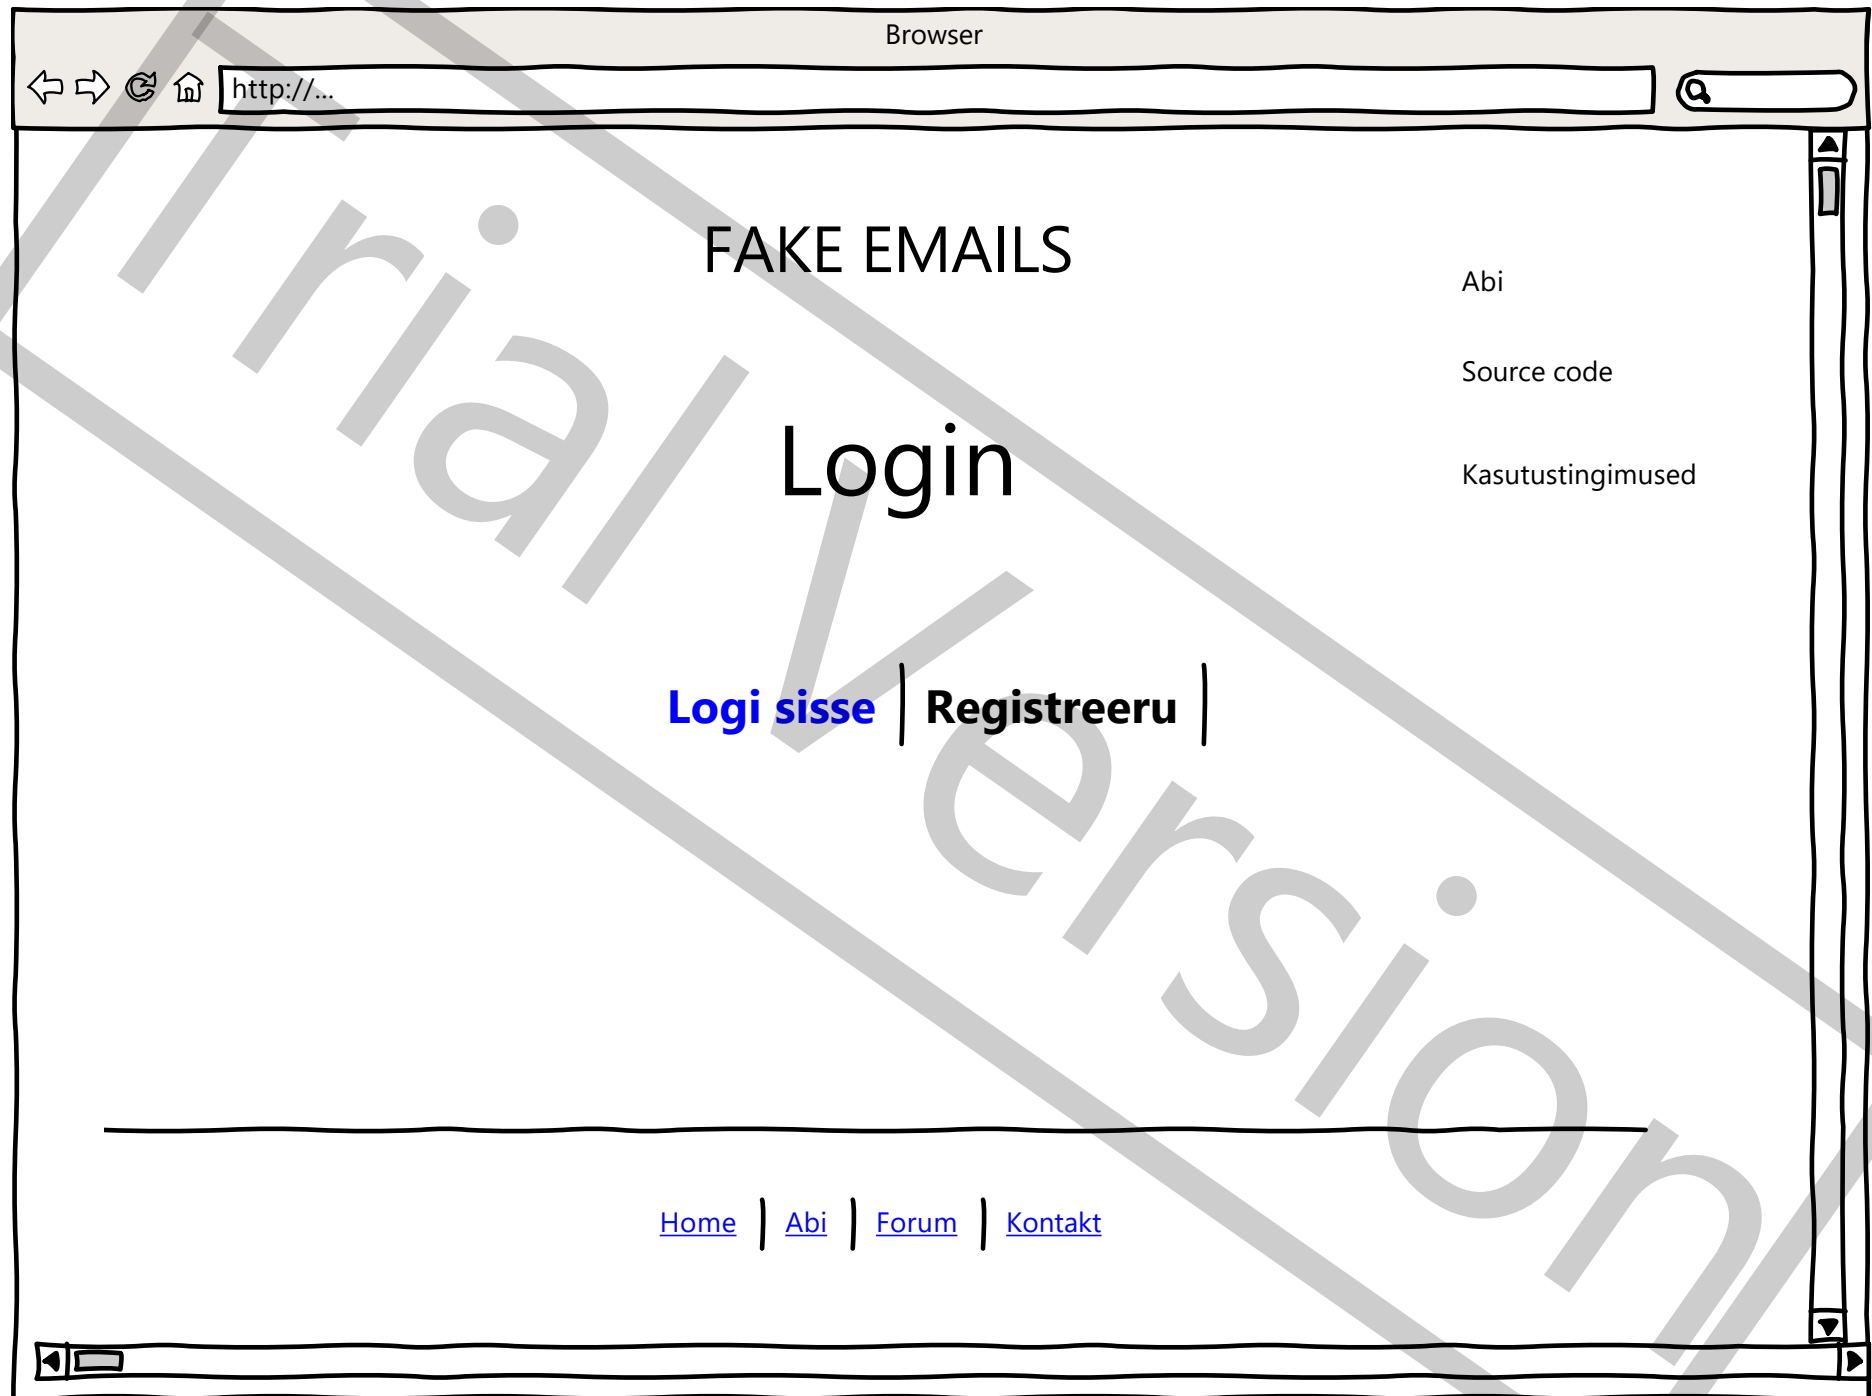 Browser
http://...
FAKE EMAILS
Abi
Source code
Login
Kasutustingimused
Logi sisse Registreeru
Home Abi Forum Kontakt
Trial Version